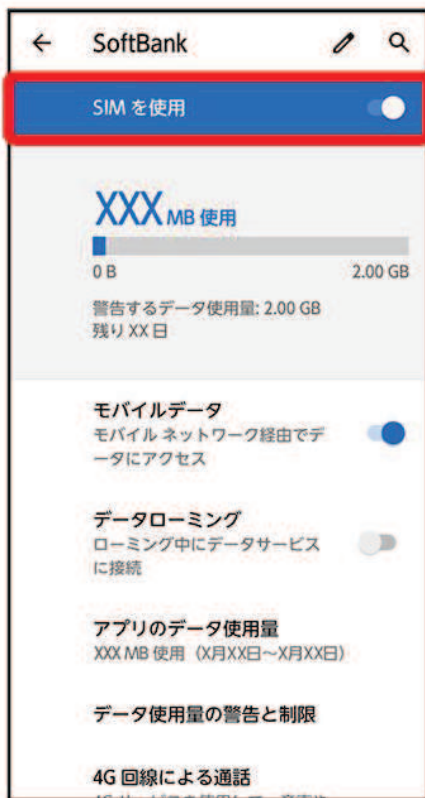 SoftBank
SIM を使用
XXX MB 使用
0 B 2.00 GB
警告するデータ使用量: 2.00 GB
残り XX 日
モバイルデータ
モバイル ネットワーク経由でデ
ータにアクセス
データローミング
ローミング中にデータサービス
に接続
アプリのデータ使用量
XXX MB 使用（X月XX日～X月XX日）
データ使用量の警告と制限
4G 回線による通話